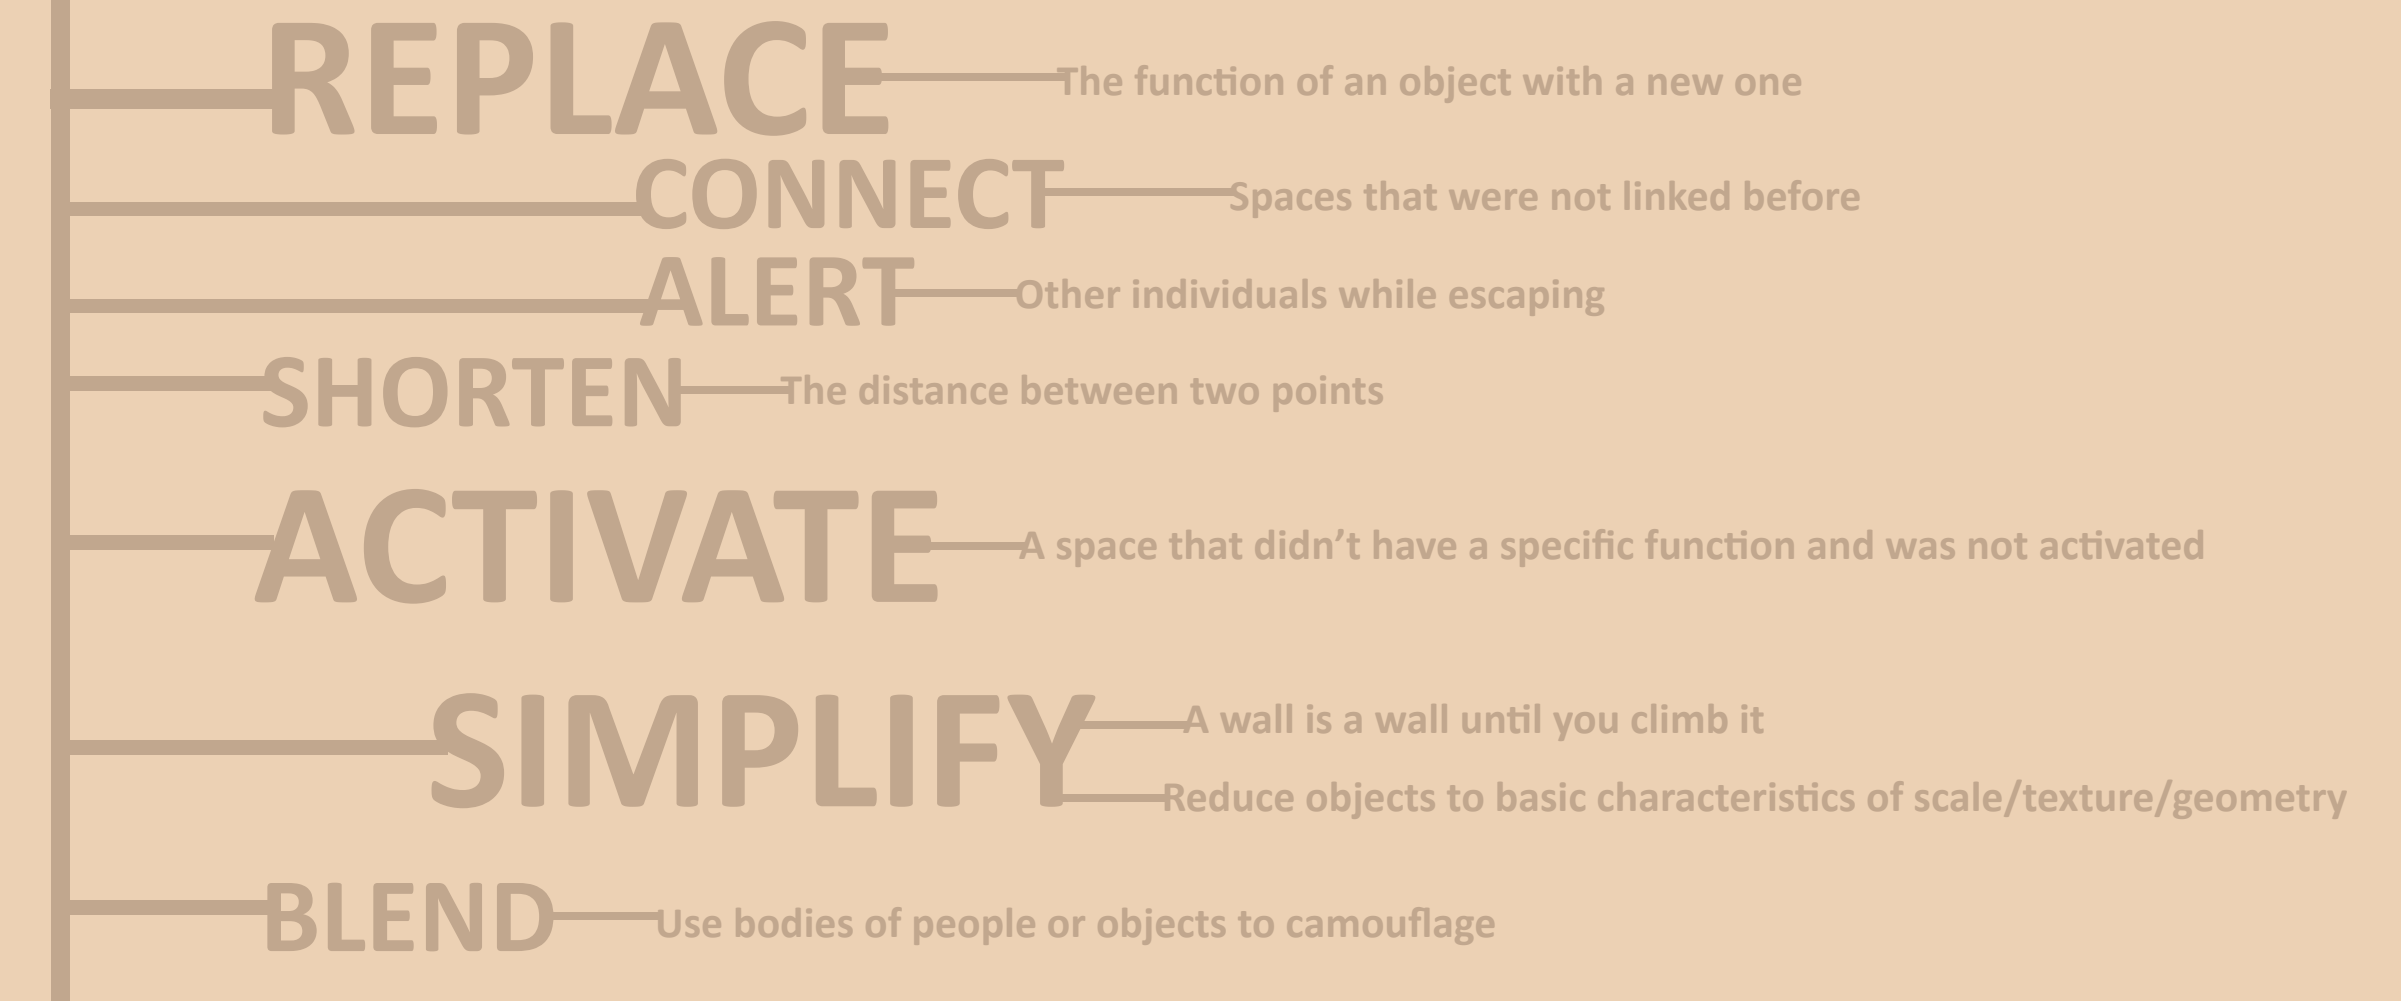 REPLACE The function of an object with a new one
CONNECT Spaces that were not linked before
ALERT Other individuals while escaping
SHORTEN The distance between two points
ACTIVATE A space that didn’t have a specific function and was not activated
SIMPLIFY A wall is a wall until you climb it
Reduce objects to basic characteristics of scale/texture/geometry
BLEND Use bodies of people or objects to camouflage